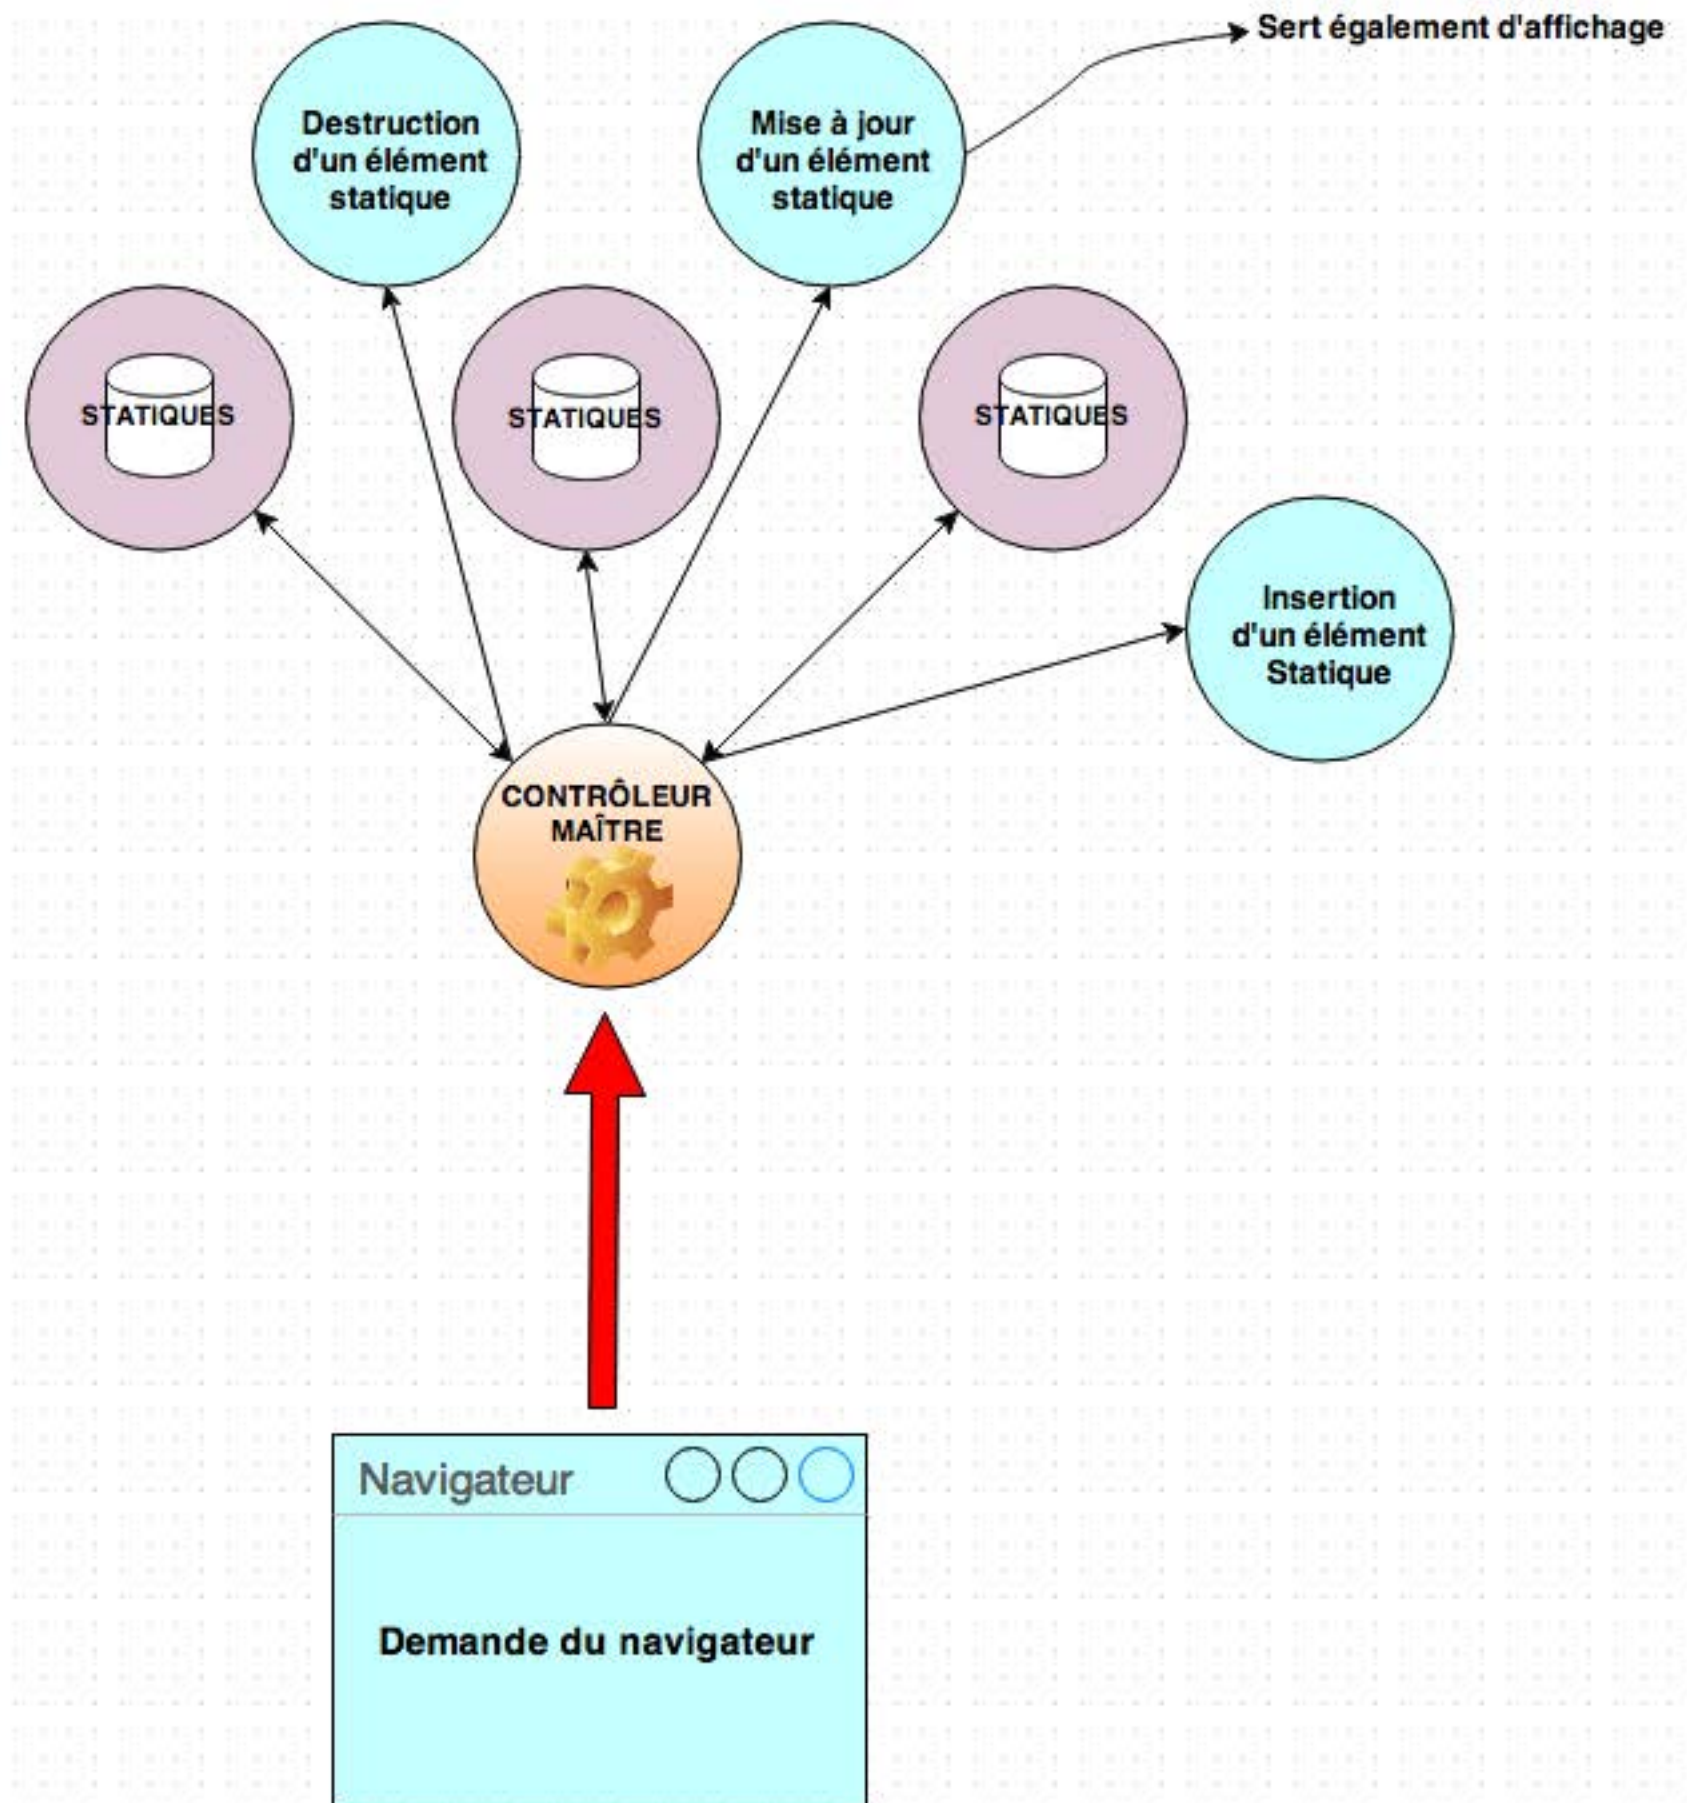 Sert également d'affichage
Destruction
d'un élément
statique
Mise à jour
d'un élément
statique
STATIQUES
STATIQUES
STATIQUES
Insertion
d'un élément
Statique
CONTRÔLEUR
MAÎTRE
Navigateur
Demande du navigateur